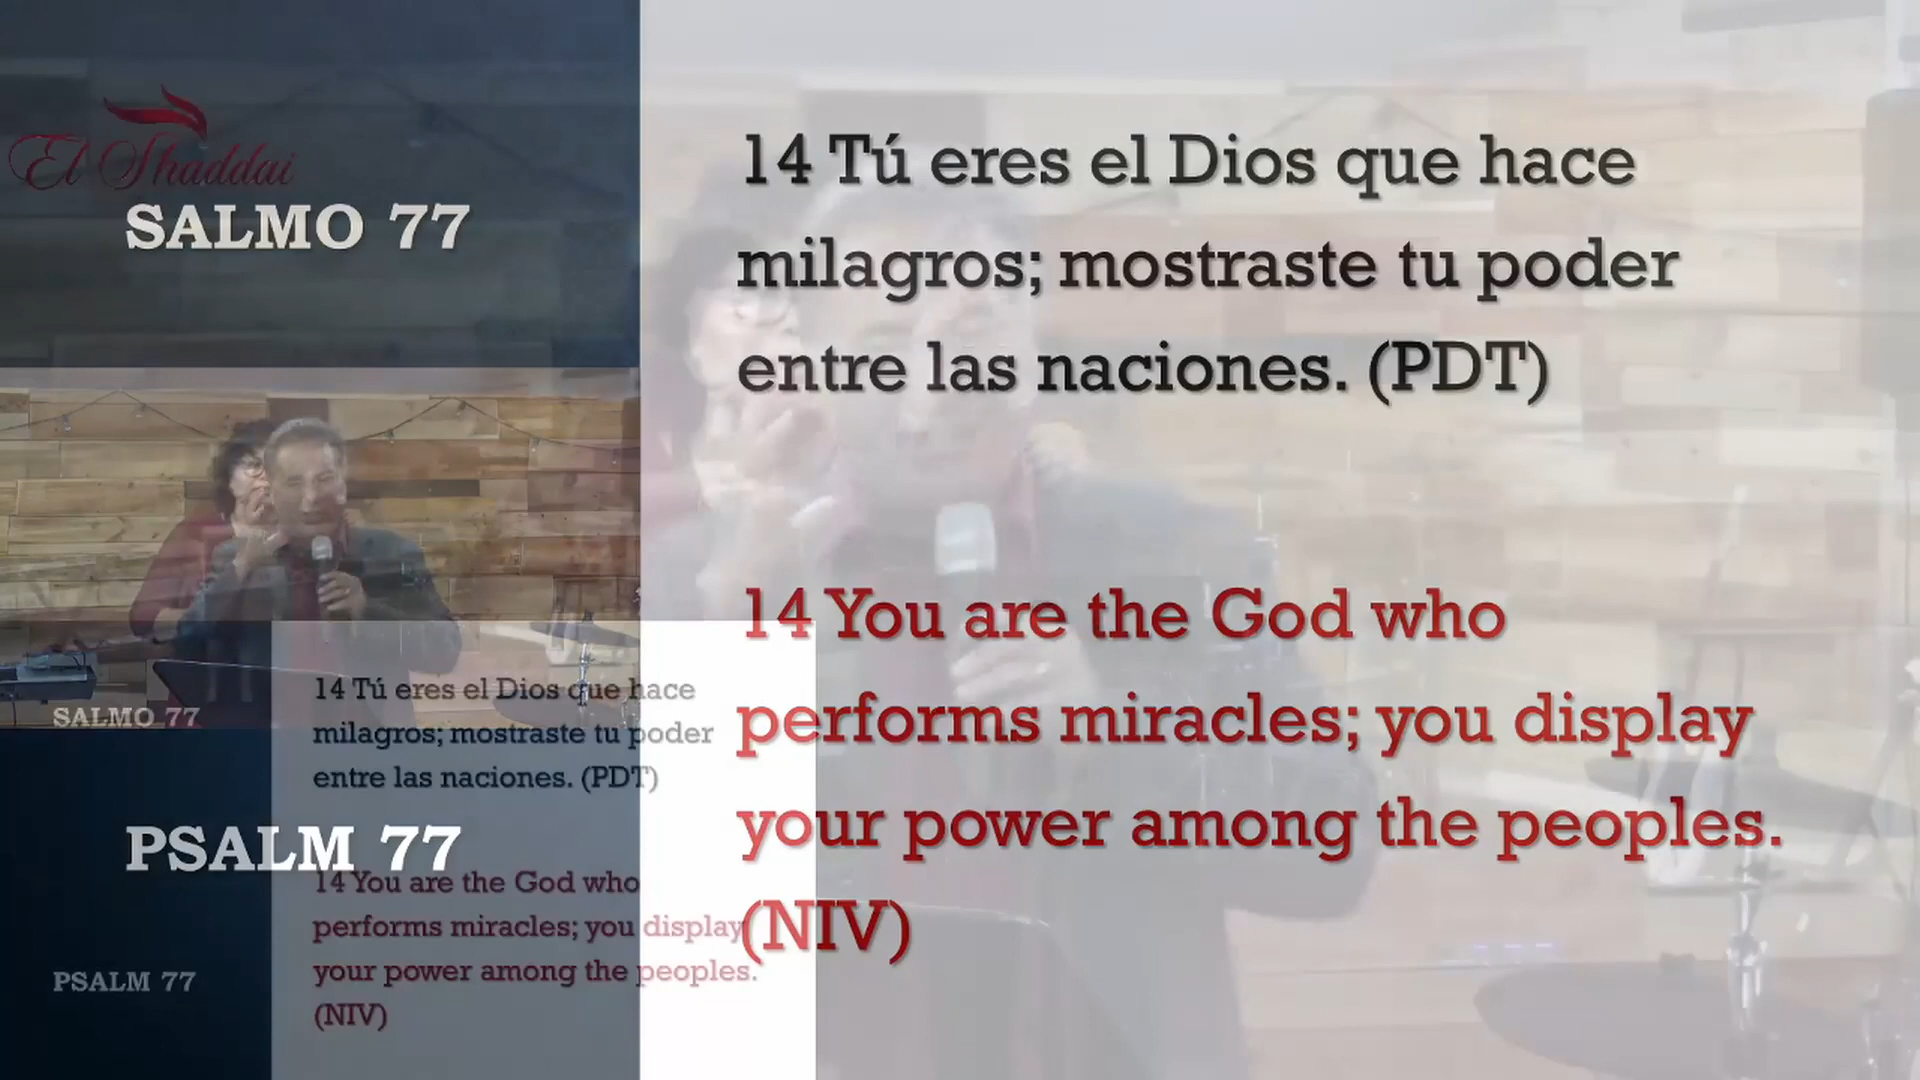 El Shaddai
SALMO 77
14 Tú eres el Dios que hace
milagros; mostraste tu poder
entre las naciones. (PDT)
14 You are the God who
performs miracles; you display
your power among the peoples.
(NIV)
PSALM 77
SALMO 77
14 Tú eres el Dios que hace
milagros; mostraste tu poder
entre las naciones. (PDT)
14 You are the God who
performs miracles; you display
your power among the peoples.
(NIV)
PSALM 77